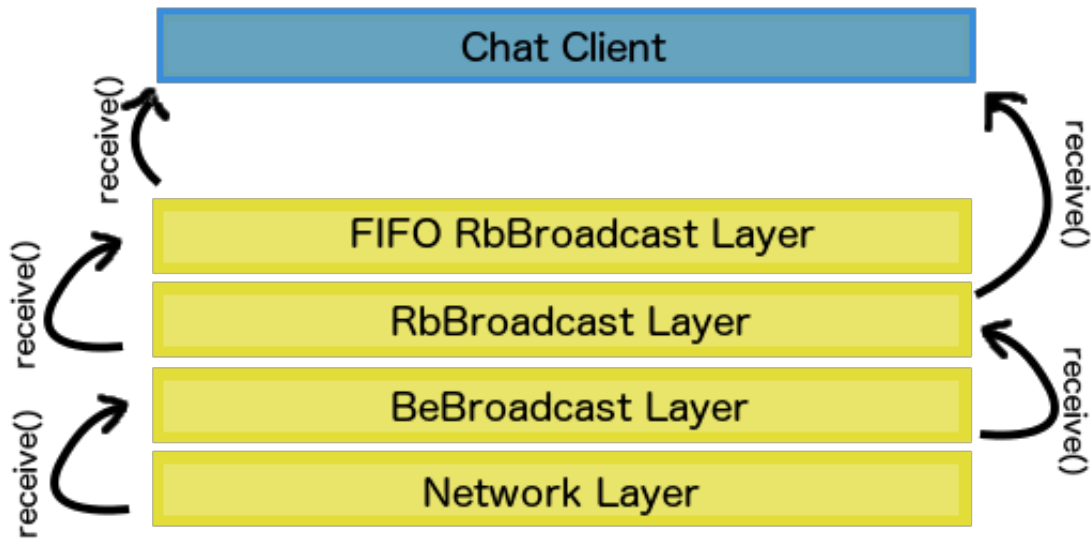 Chat Client
receive()
receive()
FIFO RbBroadcast Layer
receive()
RbBroadcast Layer
receive()
BeBroadcast Layer
receive()
Network Layer